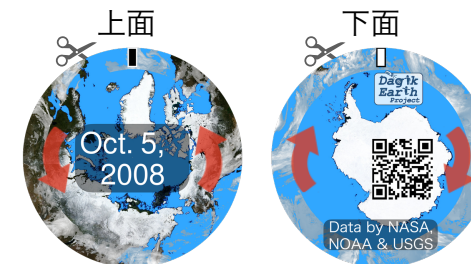 上面
下面
Oct. 5,
2008
Dagik
Earth
Project
Data by NASA,
NOAA & USGS